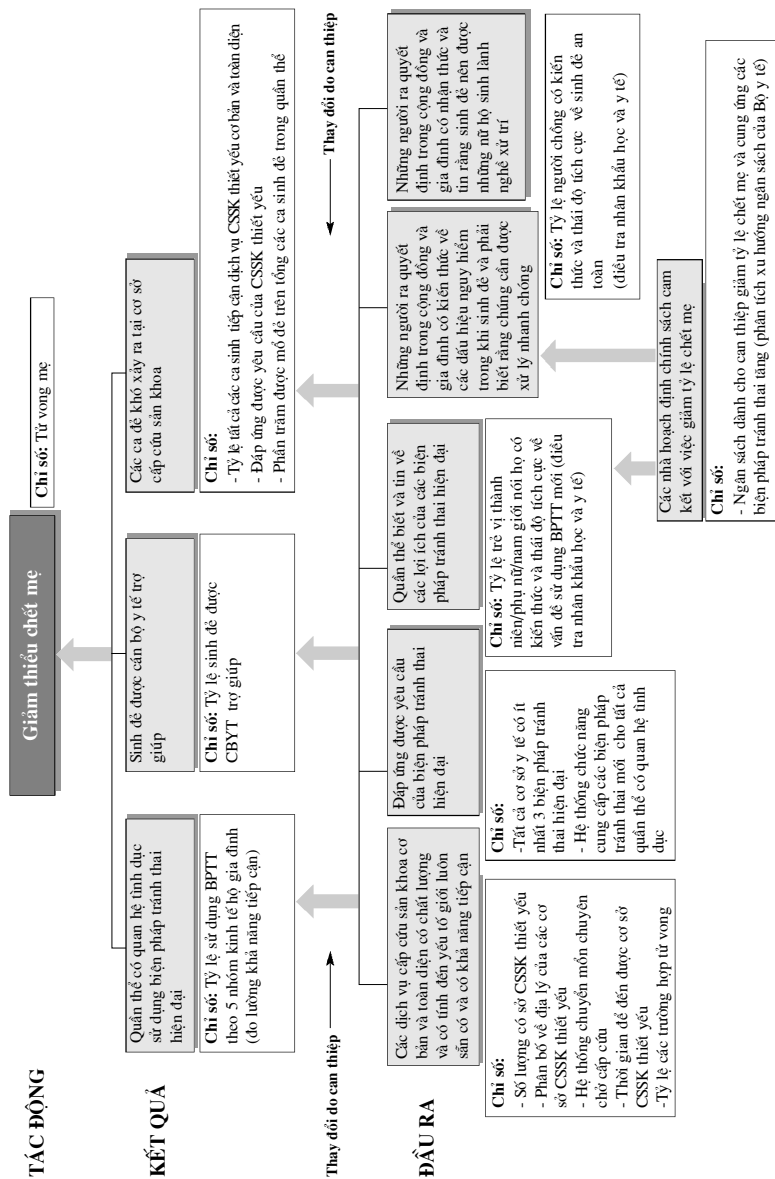 TÁC ĐỘNG
Giảm thiểu chết mẹ
Chỉ số: Tử vong mẹ
KẾT QUẢ
Quần thể có quan hệ tình dục
sử dụng biện pháp tránh thai
hiện đại
Chỉ số: Tỷ lệ sử dụng BPTT
theo 5 nhóm kinh tế hộ gia đình
(đo lường khả năng tiếp cận)
Sinh đẻ được cán bộ y tế trợ
giúp
Chỉ số: Tỷ lệ sinh đẻ được
CBYT trợ giúp
Các ca đẻ khó xảy ra tại cơ sở
cấp cứu sản khoa
Chỉ số:
- Tỷ lệ tất cả các ca sinh tiếp cận dịch vụ CSSK thiết yếu cơ bản và toàn diện
- Đáp ứng được yêu cầu của CSSK thiết yếu
- Phần trăm được mổ đẻ trên tổng các ca sinh đẻ trong quần thể
Thay đổi do can thiệp
Thay đổi do can thiệp
ĐẦU RA
Các dịch vụ cấp cứu sản khoa cơ
bản và toàn diện có chất lượng
và có tính đến yếu tố giới luôn
sẵn có và có khả năng tiếp cận
Chỉ số:
- Số lượng có sở CSSK thiết yếu
- Phân bố về địa lý của các cơ
sở CSSK thiết yếu
- Hệ thống chuyên môn chuyên
chở cấp cứu
- Thời gian để đến được cơ sở
CSSK thiết yếu
- Tỷ lệ các trường hợp tử vong
Đáp ứng được yêu cầu
của biện pháp tránh thai
hiện đại
Chỉ số:
-Tất cả cơ sở y tế có ít
nhất 3 biện pháp tránh
thai hiện đại
- Hệ thống chức năng
cung cấp các biện pháp
tránh thai mới cho tất cả
quần thể có quan hệ tình
dục
Quần thể biết và tin về
các lợi ích của các biện
pháp tránh thai hiện đại
Chỉ số: Tỷ lệ trẻ vị thành
niên/phụ nữ/nam giới nói họ có
kiến thức và thái độ tích cực về
vấn đề sử dụng BPTT mới (điều
tra nhân khẩu học và y tế)
Những người ra quyết
định trong cộng đồng và
gia đình có kiến thức về
các dấu hiệu nguy hiểm
trong khi sinh đẻ và phải
biết rằng chúng cần được
xử lý nhanh chóng
Những người ra quyết
định trong cộng đồng và
gia đình có nhận thức và
tin rằng sinh đẻ nên được
những nữ hộ sinh lành
nghề xử trí
Chỉ số: Tỷ lệ người chồng có kiến
thức và thái độ tích cực về sinh đẻ an
toàn
(điều tra nhân khẩu học và y tế)
Các nhà hoạch định chính sách cam
kết với việc giảm tỷ lệ chết mẹ
Chỉ số:
- Ngân sách dành cho can thiệp giảm tỷ lệ chết mẹ và cung ứng các
biện pháp tránh thai tăng (phân tích xu hướng ngân sách của Bộ y tế)